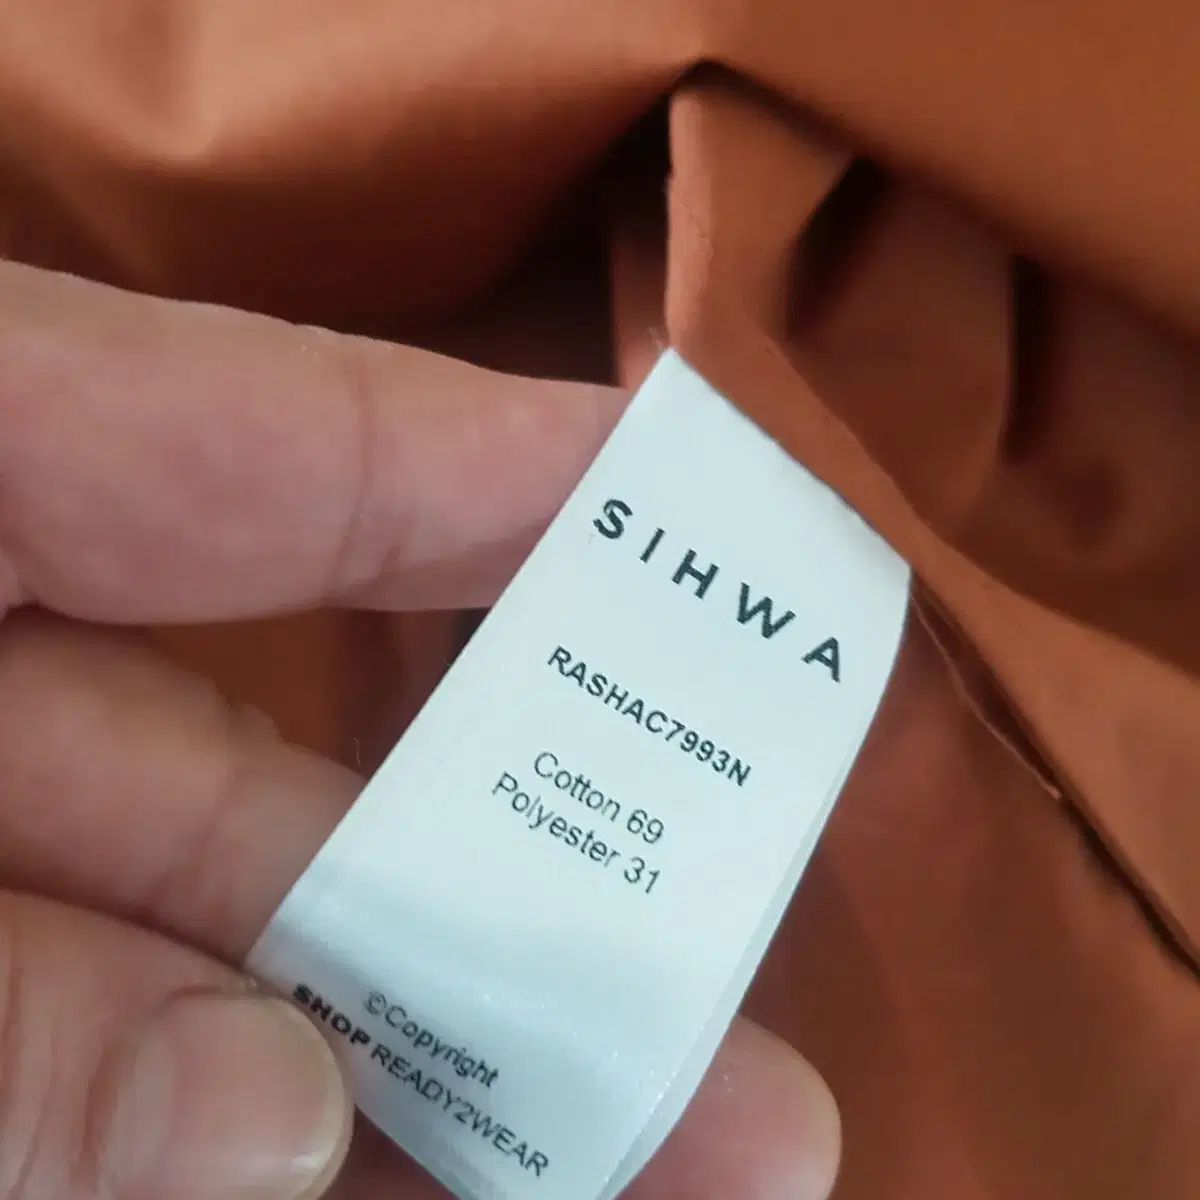 SIHWA
RASHAC7993N
Cotton 69
Polyester 31
©Copyright
SHOP READY2WEAR